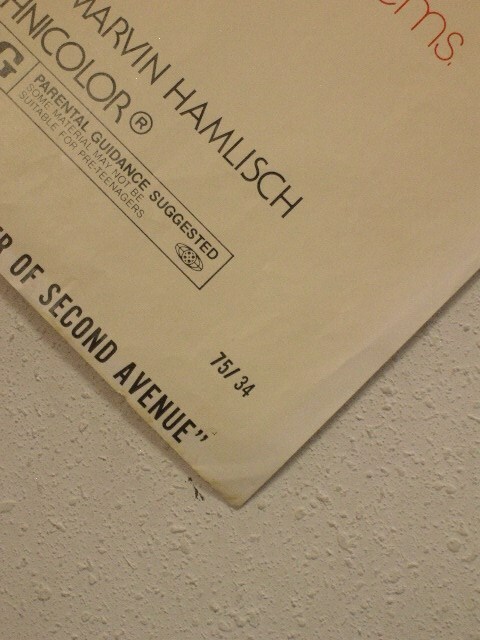 ems.
MARVIN HAMLISCH
HNICOLOR®
G
PARENTAL GUIDANCE SUGGESTED
SOME MATERIAL MAY NOT BE
SUITABLE FOR PRE-TEENAGERS
R OF SECOND AVENUE"
75/34